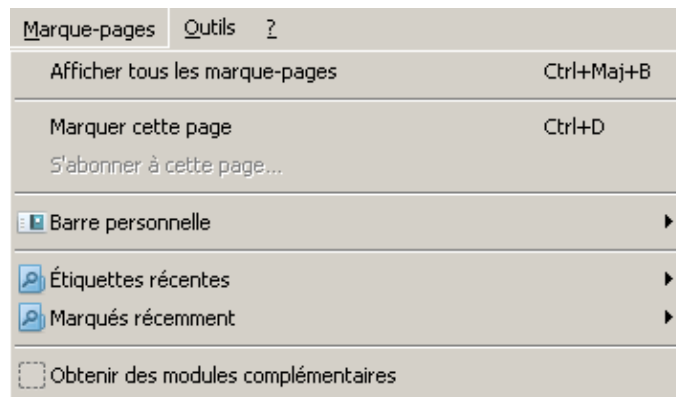 Marque-pages Outils ?
Afficher tous les marque-pages Ctrl+Maj+B
Marquer cette page Ctrl+D
S'abonner à cette page...
Barre personnelle
Étiquettes récentes
Marqués récemment
Obtenir des modules complémentaires